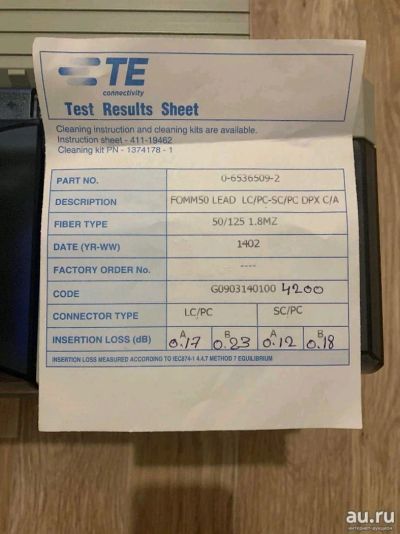 TE
connectivity
Test Results Sheet
Cleaning instruction and cleaning kits are available.
Instruction sheet - 411-19462
Cleaning kit PN - 1374178 - 1
PART NO. 0-6536509-2
DESCRIPTION FOMM50 LEAD LC/PC-SC/PC DPX C/A
FIBER TYPE 50/125 1.8MZ
DATE (YR-WW) 1402
FACTORY ORDER No. ----
CODE G0903140100 4200
CONNECTOR TYPE LC/PC SC/PC
INSERTION LOSS (dB) A 0.17 B 0.23 A 0.12 B 0.18
INSERTION LOSS MEASURED ACCORDING TO IEC874-1 4.4.7 METHOD 7 EQUILIBRIUM
au.ru
интернет-аукцион